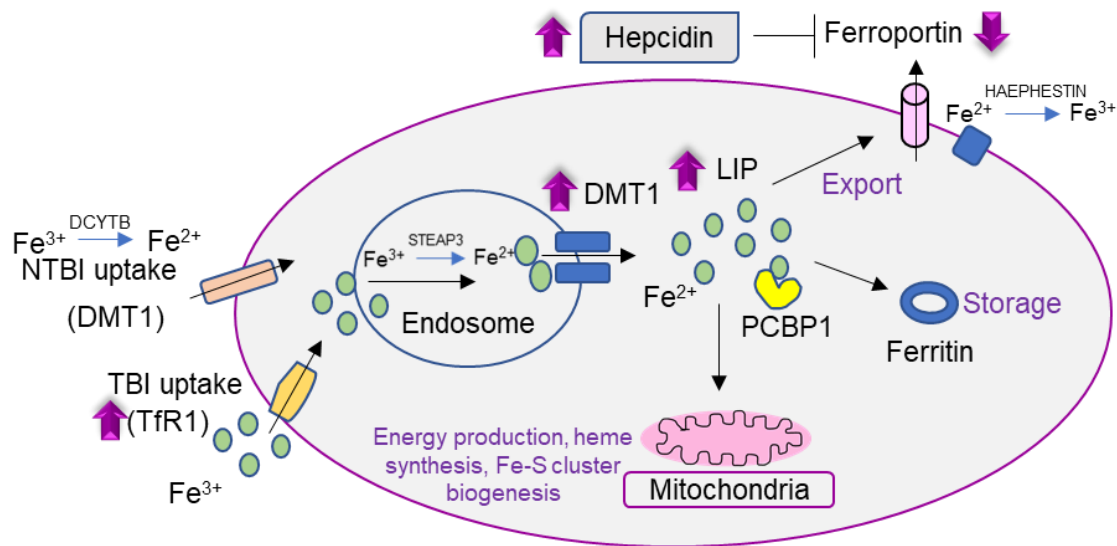 Hepcidin
Ferroportin
HAEPHESTIN
Fe2+
Fe3+
Export
DMT1
LIP
DCYTB
Fe3+
Fe2+
NTBI uptake
(DMT1)
STEAP3
Fe3+
Fe2+
Endosome
Fe2+
PCBP1
Storage
Ferritin
TBI uptake
(TfR1)
Fe3+
Energy production, heme
synthesis, Fe-S cluster
biogenesis
Mitochondria